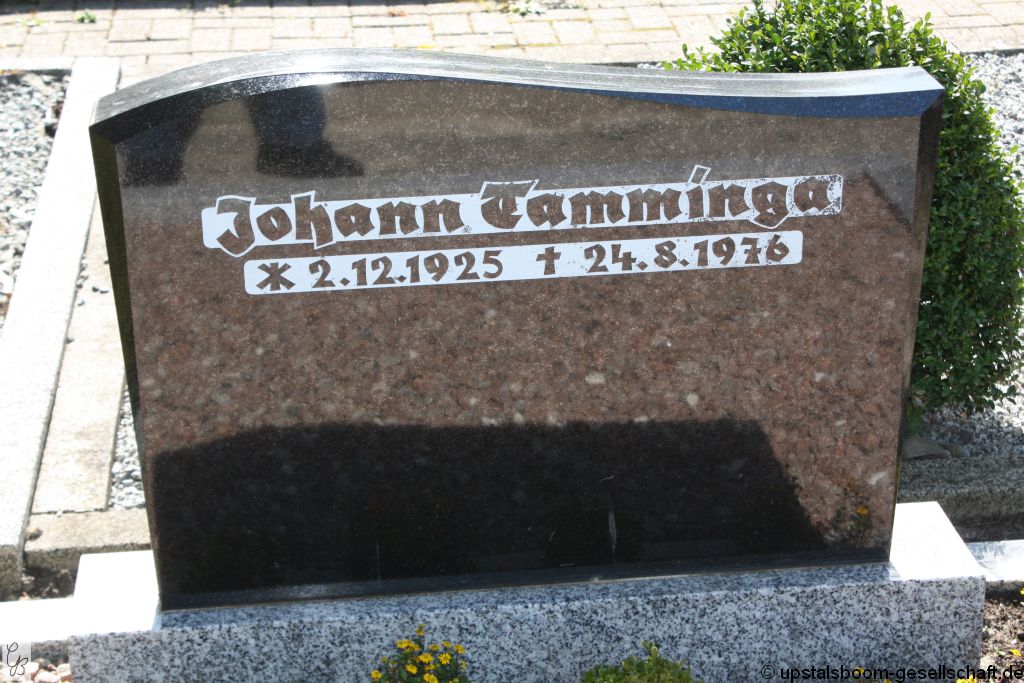 Johann Tamminga
* 2.12.1925 † 24.8.1976
© upstalsboom-gesellschaft.de